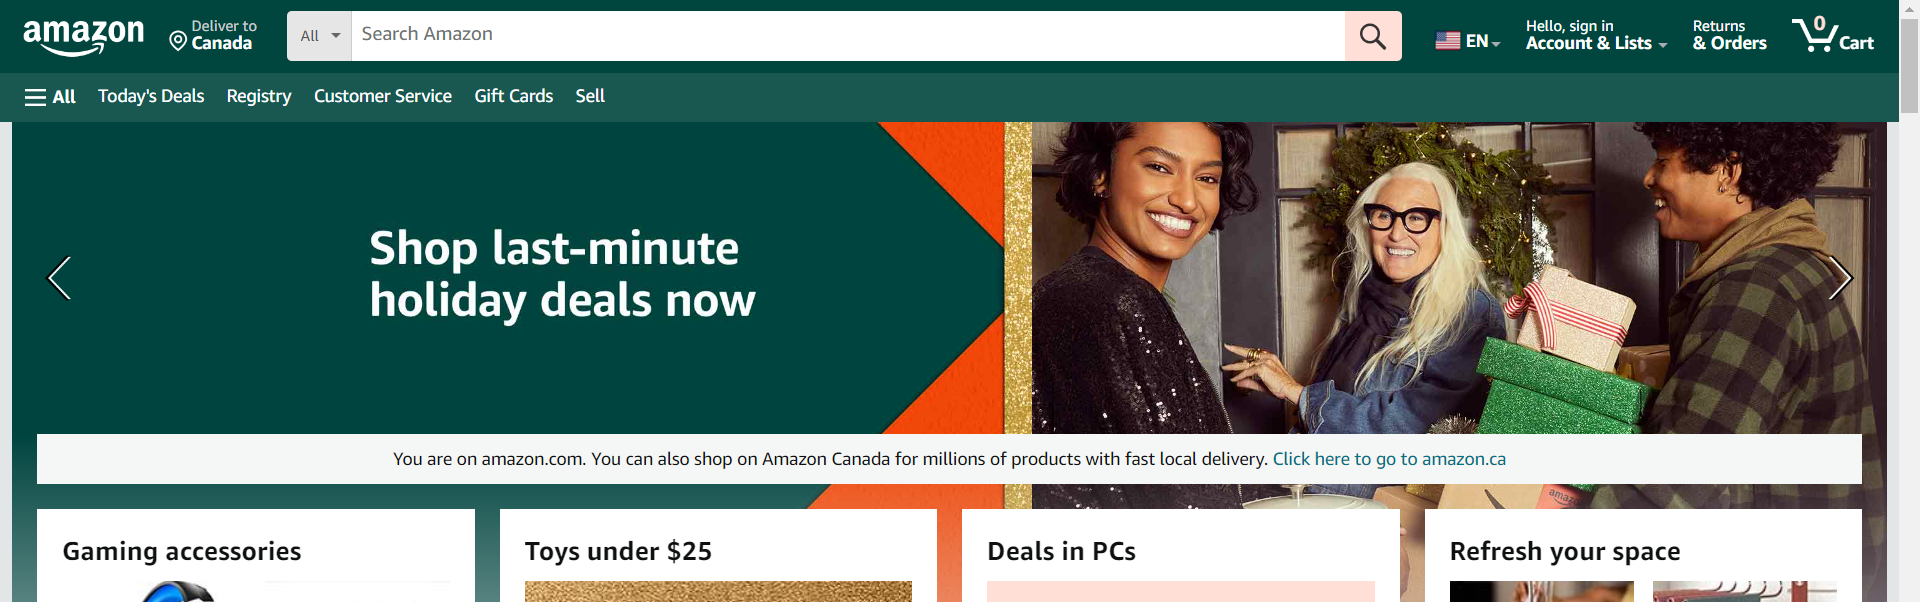 amazon
Deliver to
Canada
All
Search Amazon
EN
Hello, sign in
Account & Lists
Returns
& Orders
0
Cart
All
Today's Deals
Registry
Customer Service
Gift Cards
Sell
Shop last-minute
holiday deals now
You are on amazon.com. You can also shop on Amazon Canada for millions of products with fast local delivery. Click here to go to amazon.ca
amazon
Gaming accessories
Toys under $25
Deals in PCs
Refresh your space